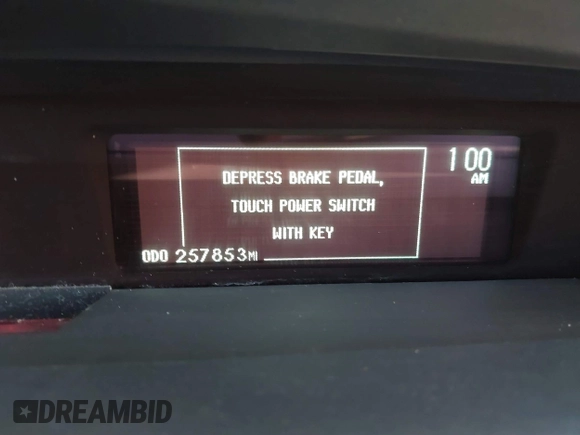 DEPRESS BRAKE PEDAL,
TOUCH POWER SWITCH
WITH KEY
1:00
AM
ODO 257853 MI
DREAMBID